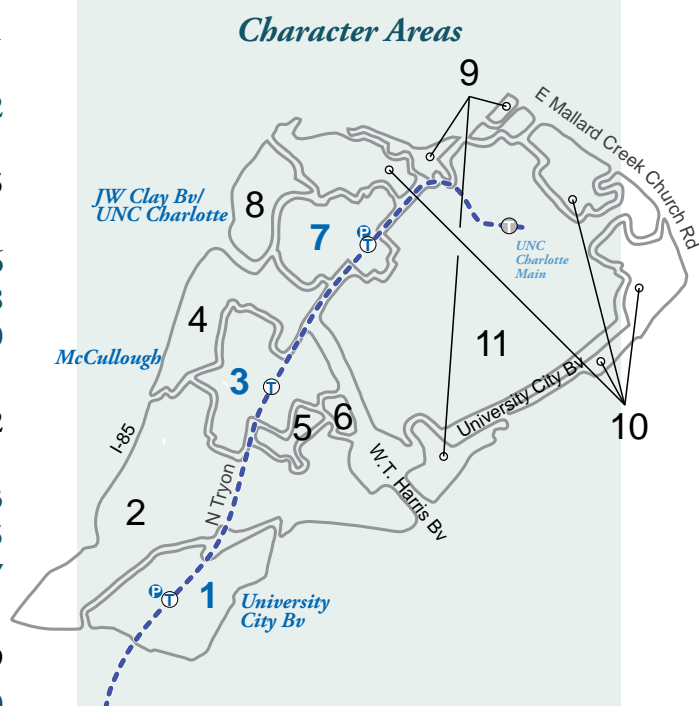 Character Areas
9
E Mallard Creek Church Rd
JW Clay Bv/
UNC Charlotte
8
7
P
T
T
UNC
Charlotte
Main
4
11
McCullough
3
T
University City Bv
5
6
10
I-85
W.T. Harris Bv
N Tryon
2
P
T
1
University
City Bv